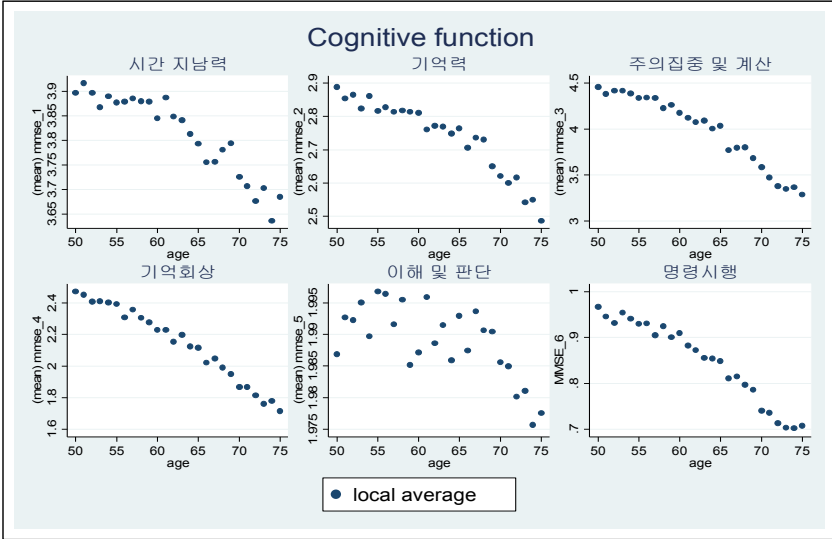 Cognitive function
시간 지남력
(mean) mmse_1
3.65 3.7 3.75 3.8 3.85 3.9
50 55 60 65 70 75
age
기억력
(mean) mmse_2
2.5 2.6 2.7 2.8 2.9
50 55 60 65 70 75
age
주의집중 및 계산
(mean) mmse_3
3 3.5 4 4.5
50 55 60 65 70 75
age
기억회상
(mean) mmse_4
1.6 1.8 2 2.2 2.4
50 55 60 65 70 75
age
이해 및 판단
(mean) mmse_5
1.975 1.98 1.985 1.99 1.995
50 55 60 65 70 75
age
명령시행
MMSE_6
.7 .8 .9 1
50 55 60 65 70 75
age
local average